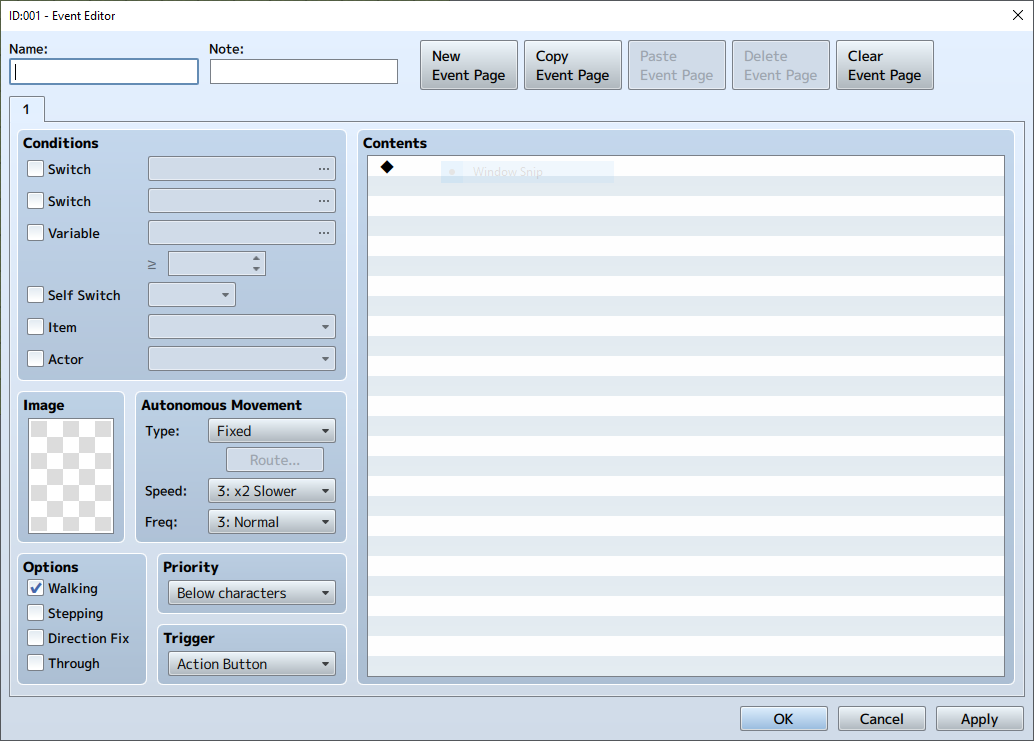 ID:001 - Event Editor
Name:
Note:
New
Event Page
Copy
Event Page
Paste
Event Page
Delete
Event Page
Clear
Event Page
1
Conditions
Switch
...
Switch
...
Variable
...
≥
Self Switch
Item
Actor
Image
Autonomous Movement
Type:
Fixed
Route...
Speed:
3: x2 Slower
Freq:
3: Normal
Options
Walking
Stepping
Direction Fix
Through
Priority
Below characters
Trigger
Action Button
Contents
Window Snip
OK
Cancel
Apply